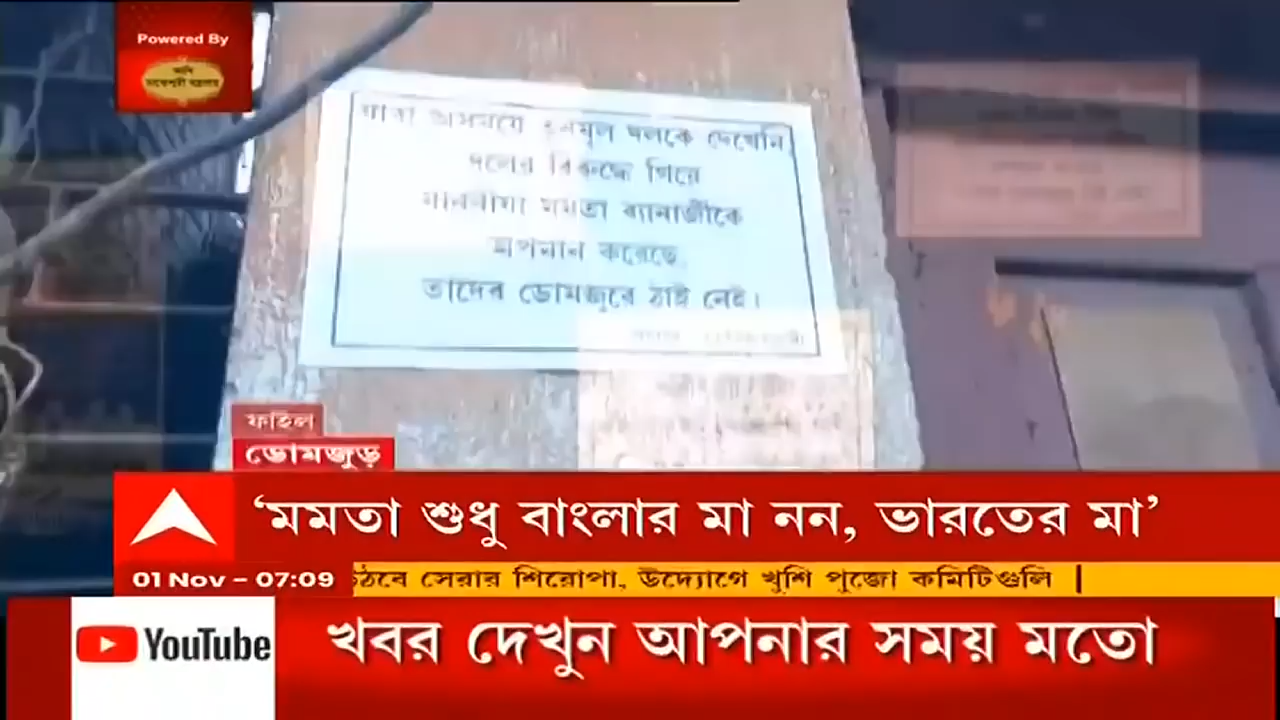 Powered By
যারা অসময়ে তৃনমূল দলকে দেখেনি
দলের বিরুদ্ধে গিয়ে
মাননীয়া মমতা ব্যানার্জীকে
অপমান করেছে,
তাদের ডোমজুরে ঠাঁই নেই।
ফাইল
ডোমজুড়
‘মমতা শুধু বাংলার মা নন, ভারতের মা’
01 Nov – 07:09
সেরার শিরোপা, উদ্যোগে খুশি পুজো কমিটিগুলি
YouTube
খবর দেখুন আপনার সময় মতো